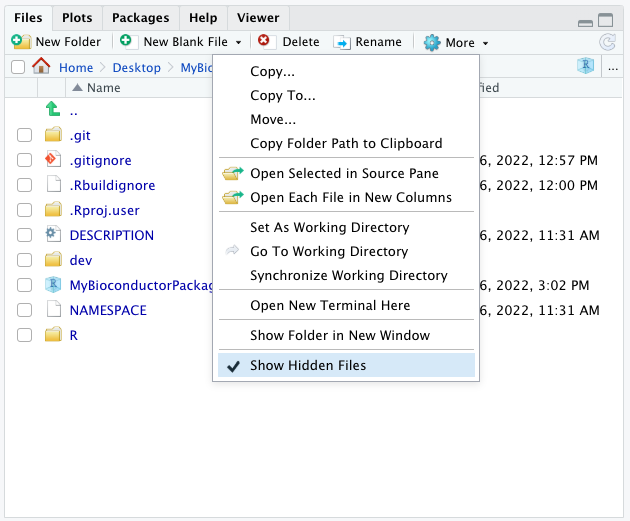 Files Plots Packages Help Viewer
New Folder New Blank File Delete Rename More
Home Desktop ...
Name
..
.git
.gitignore 6, 2022, 12:57 PM
.Rbuildignore 6, 2022, 12:00 PM
.Rproj.user
DESCRIPTION 6, 2022, 11:31 AM
dev
6, 2022, 3:02 PM
NAMESPACE 6, 2022, 11:31 AM
R
Copy...
Copy To...
Move...
Copy Folder Path to Clipboard
Open Selected in Source Pane
Open Each File in New Columns
Set As Working Directory
Go To Working Directory
Synchronize Working Directory
Open New Terminal Here
Show Folder in New Window
Show Hidden Files